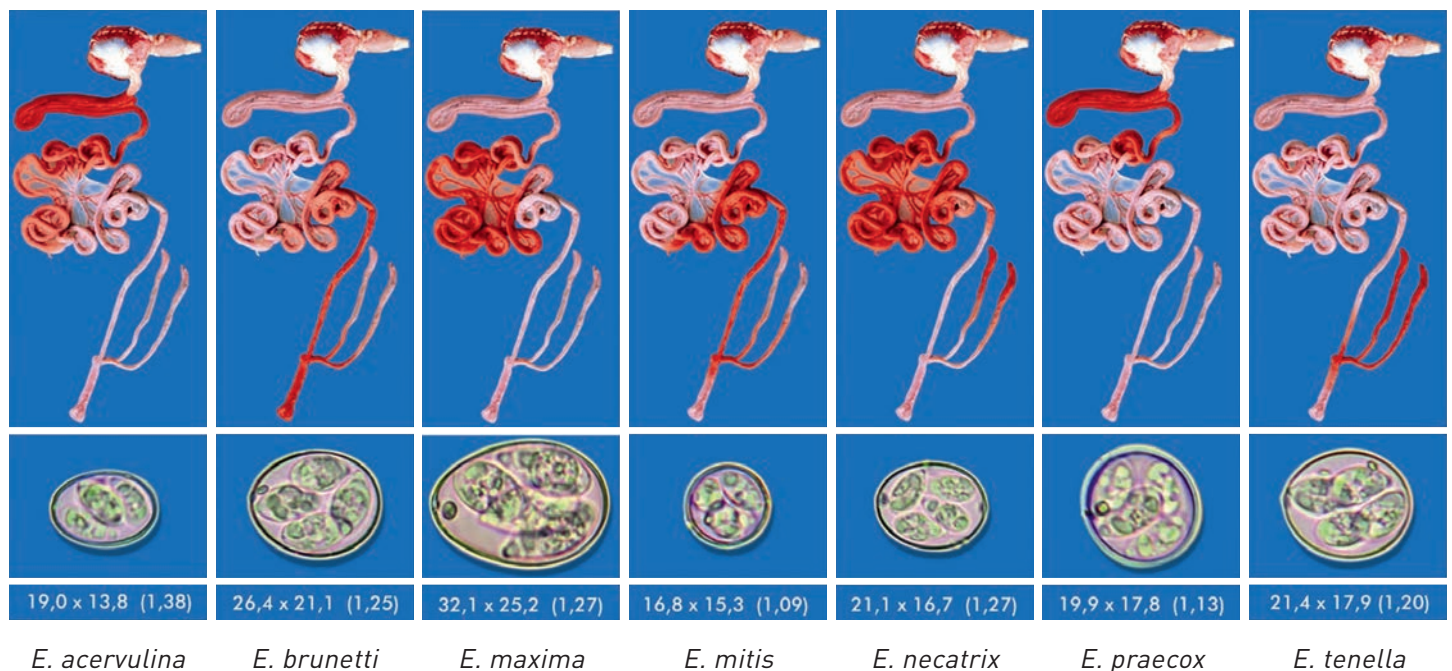 19,0 x 13,8 (1,38)
26,4 x 21,1 (1,25)
32,1 x 25,2 (1,27)
16,8 x 15,3 (1,09)
21,1 x 16,7 (1,27)
19,9 x 17,8 (1,13)
21,4 x 17,9 (1,20)
E. acervulina
E. brunetti
E. maxima
E. mitis
E. necatrix
E. praecox
E. tenella